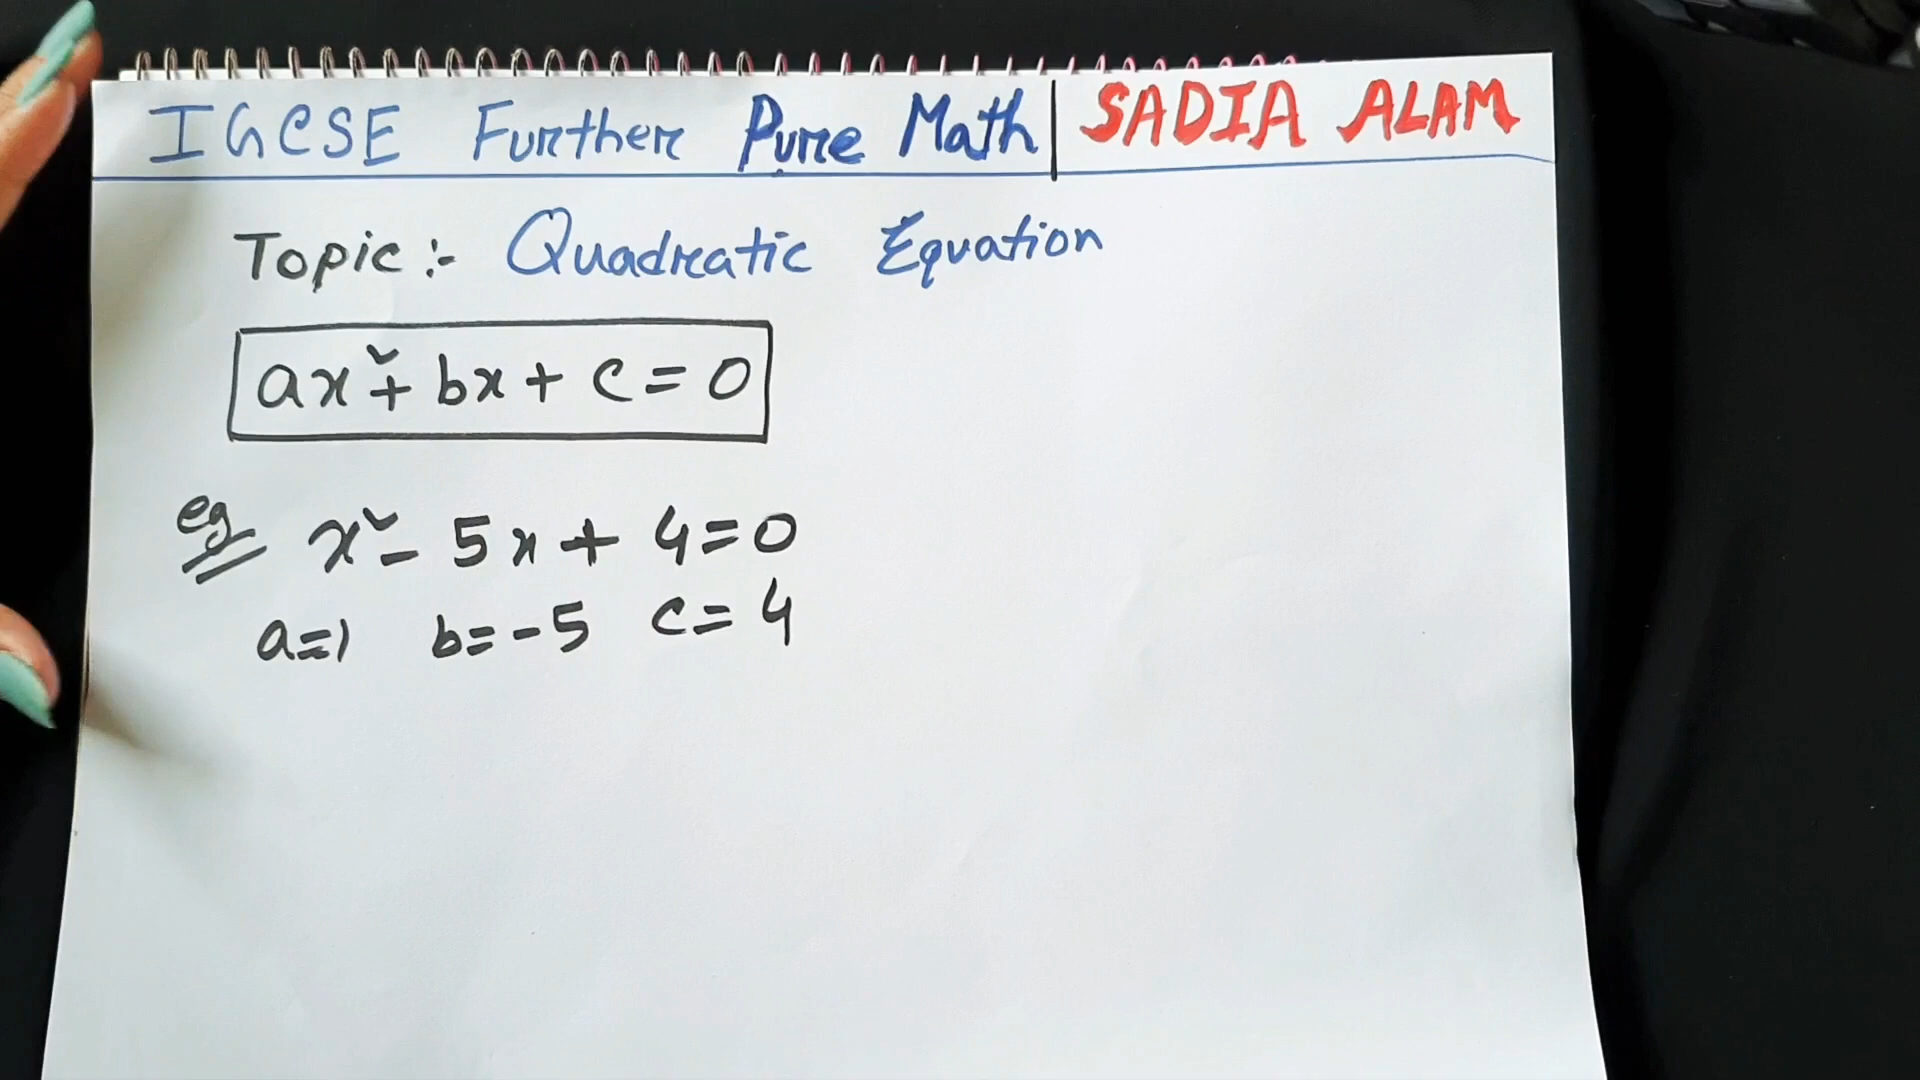 IGCSE Further Pure Math | SADIA ALAM
Topic :- Quadratic Equation
ax² + bx + c = 0
eg x² - 5x + 4 = 0
a=1 b=-5 c=4